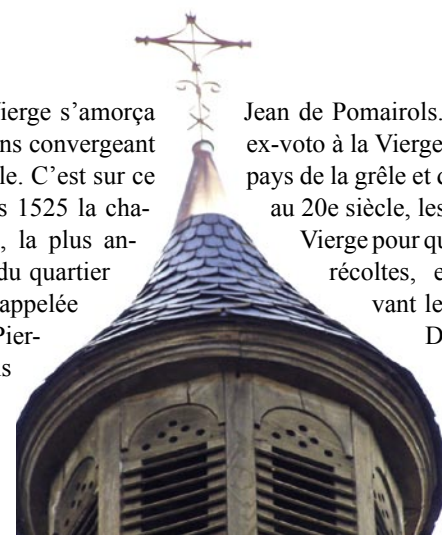 ierge s'amorça
ns convergeant
le. C'est sur ce
s 1525 la cha-
, la plus an-
du quartier
appelée
Pier-
s
Jean de Pomairols.
ex-voto à la Vierge
pays de la grêle et
au 20e siècle, les
Vierge pour qu
récoltes, e
vant le
D